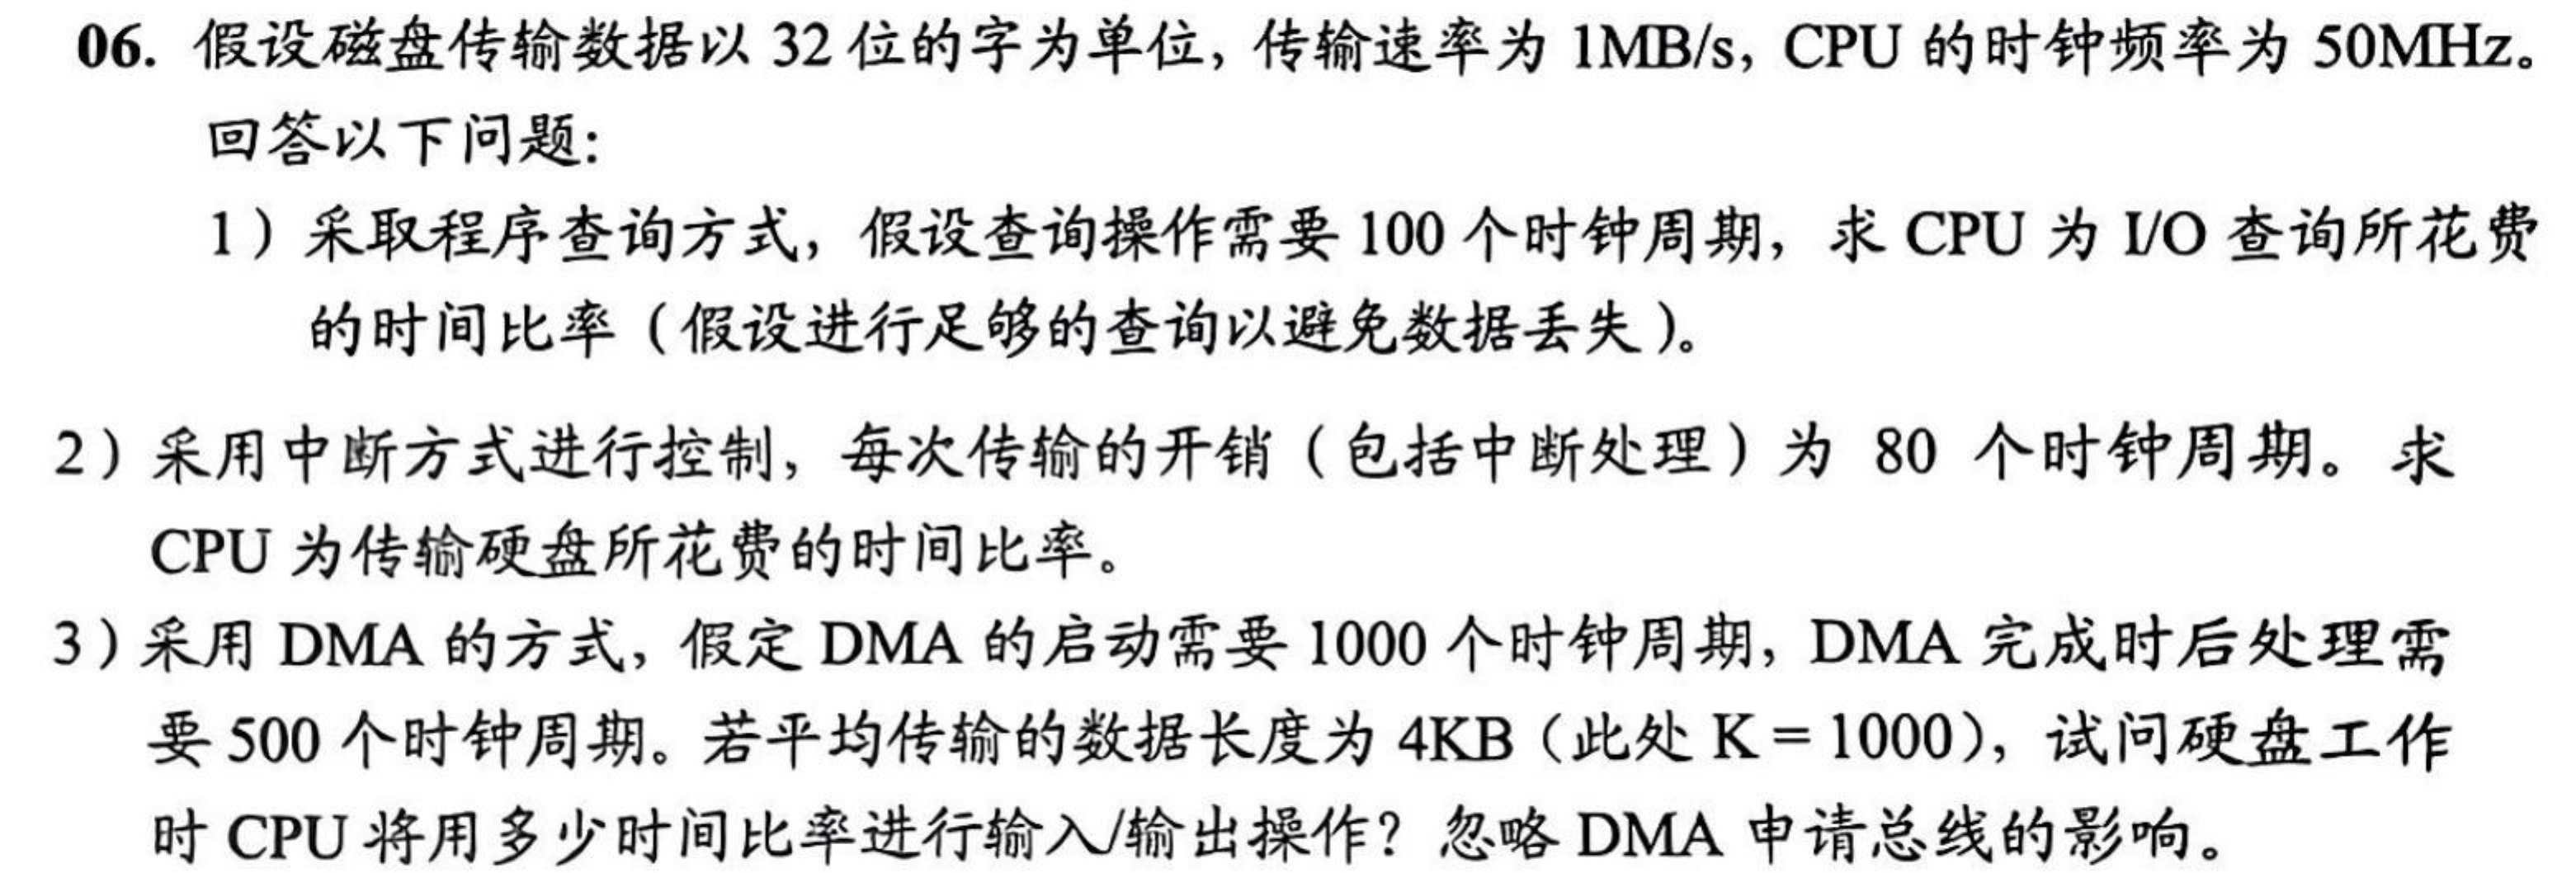 06. 假设磁盘传输数据以 32 位的字为单位, 传输速率为 1MB/s, CPU 的时钟频率为 50MHz。
回答以下问题:
1) 采取程序查询方式, 假设查询操作需要 100 个时钟周期, 求 CPU 为 I/O 查询所花费
的时间比率 (假设进行足够的查询以避免数据丢失)。
2) 采用中断方式进行控制, 每次传输的开销 (包括中断处理) 为 80 个时钟周期。求
CPU 为传输硬盘所花费的时间比率。
3) 采用 DMA 的方式, 假定 DMA 的启动需要 1000 个时钟周期, DMA 完成时后处理需
要 500 个时钟周期。若平均传输的数据长度为 4KB (此处 K = 1000), 试问硬盘工作
时 CPU 将用多少时间比率进行输入/输出操作? 忽略 DMA 申请总线的影响。